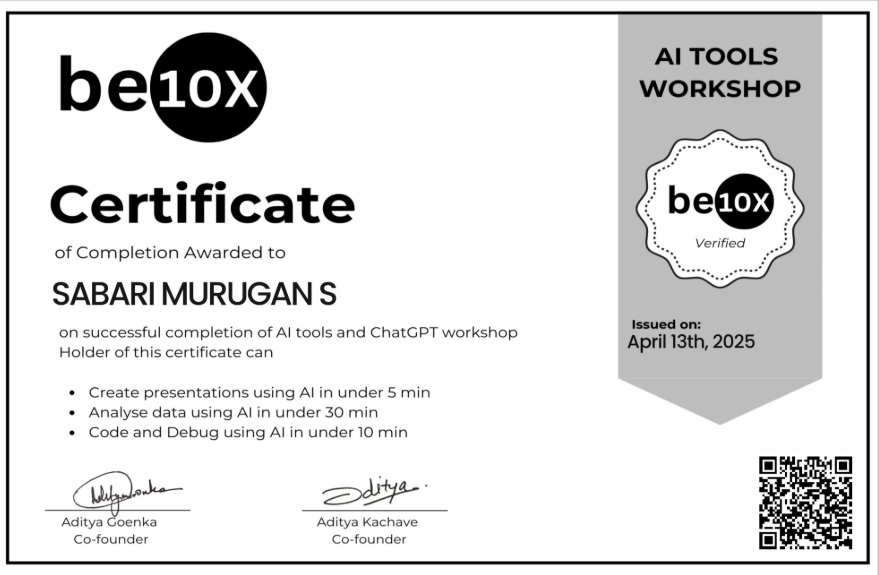 be10X
Certificate
of Completion Awarded to
SABARI MURUGAN S
on successful completion of AI tools and ChatGPT workshop
Holder of this certificate can
• Create presentations using AI in under 5 min
• Analyse data using AI in under 30 min
• Code and Debug using AI in under 10 min
Aditya
Aditya Goenka
Co-founder
Aditya Kachave
Co-founder
AI TOOLS
WORKSHOP
be10X
Verified
Issued on:
April 13th, 2025